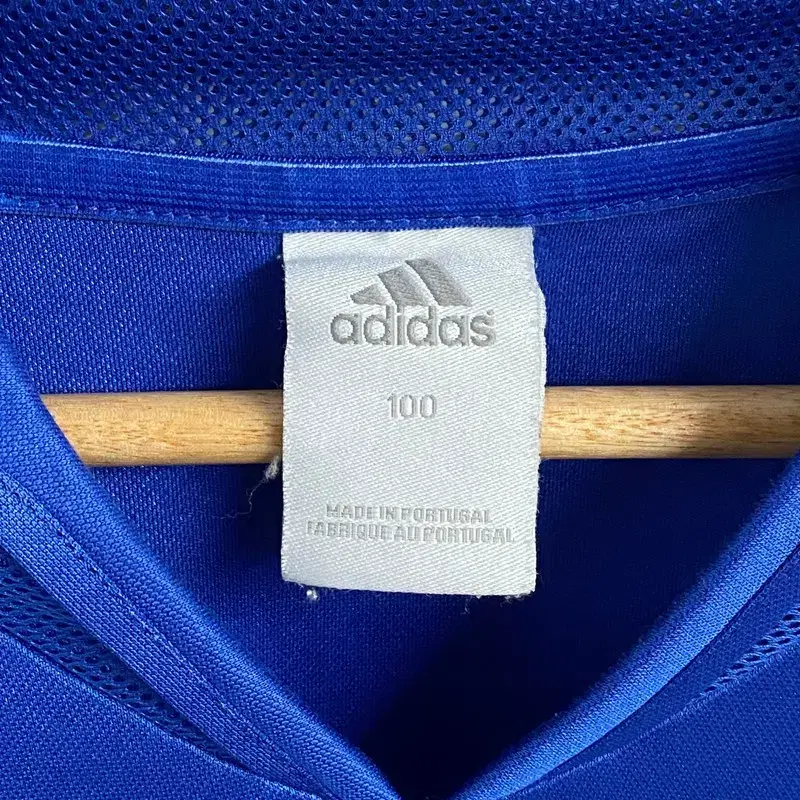 adidas
100
MADE IN PORTUGAL
FABRIQUE AU PORTUGAL